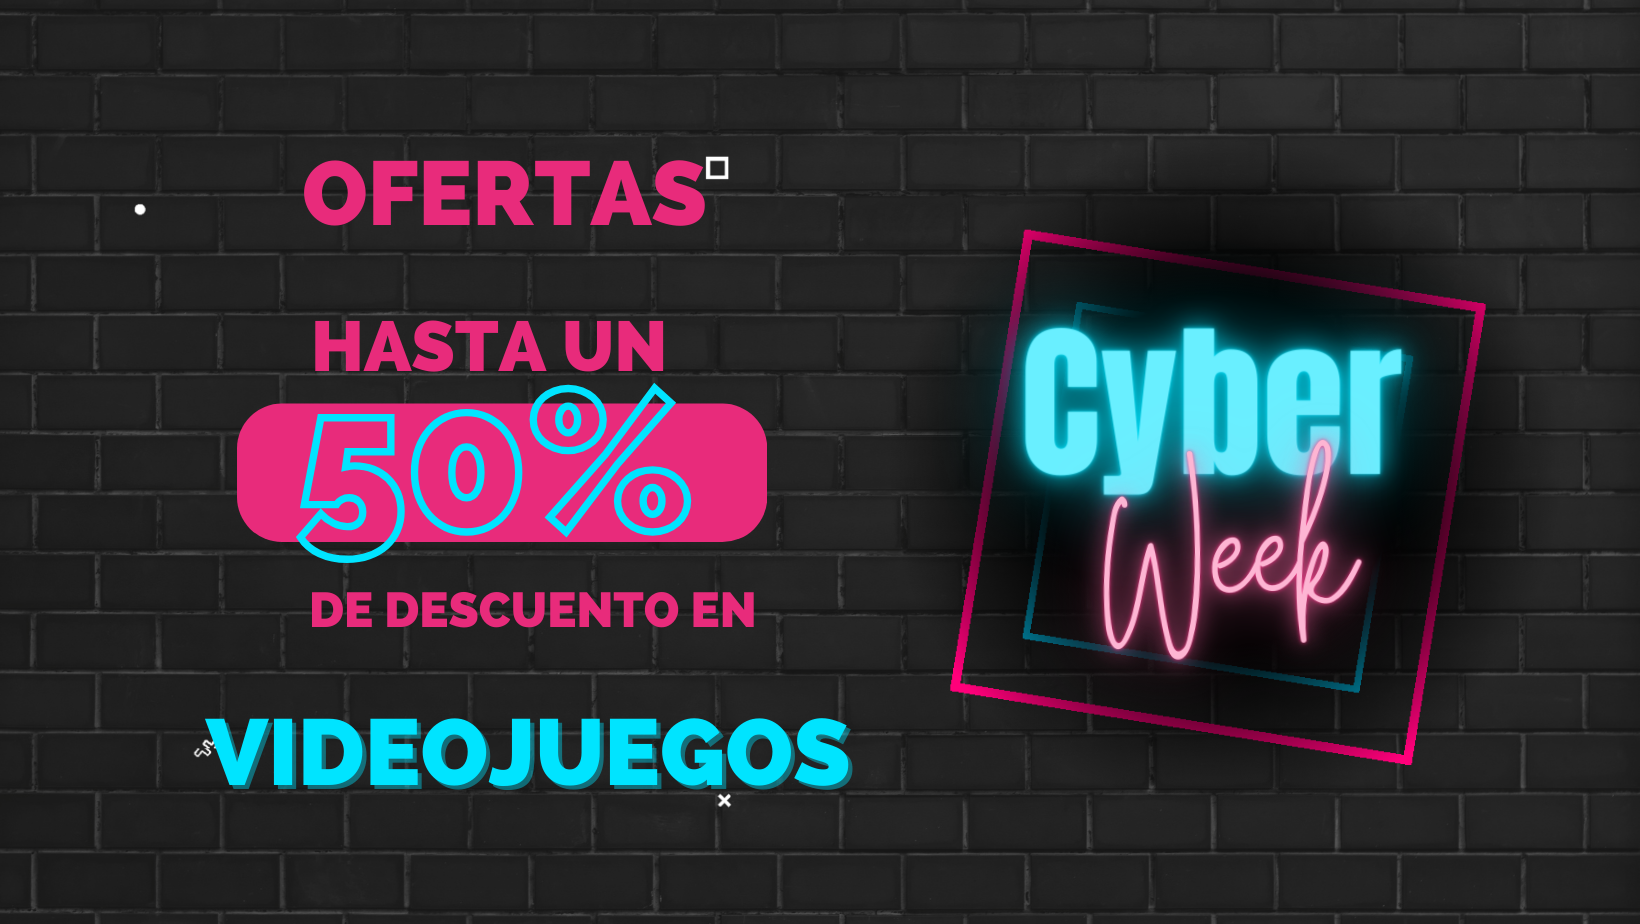 OFERTAS
HASTA UN
50%
DE DESCUENTO EN
VIDEOJUEGOS
Cyber
Week